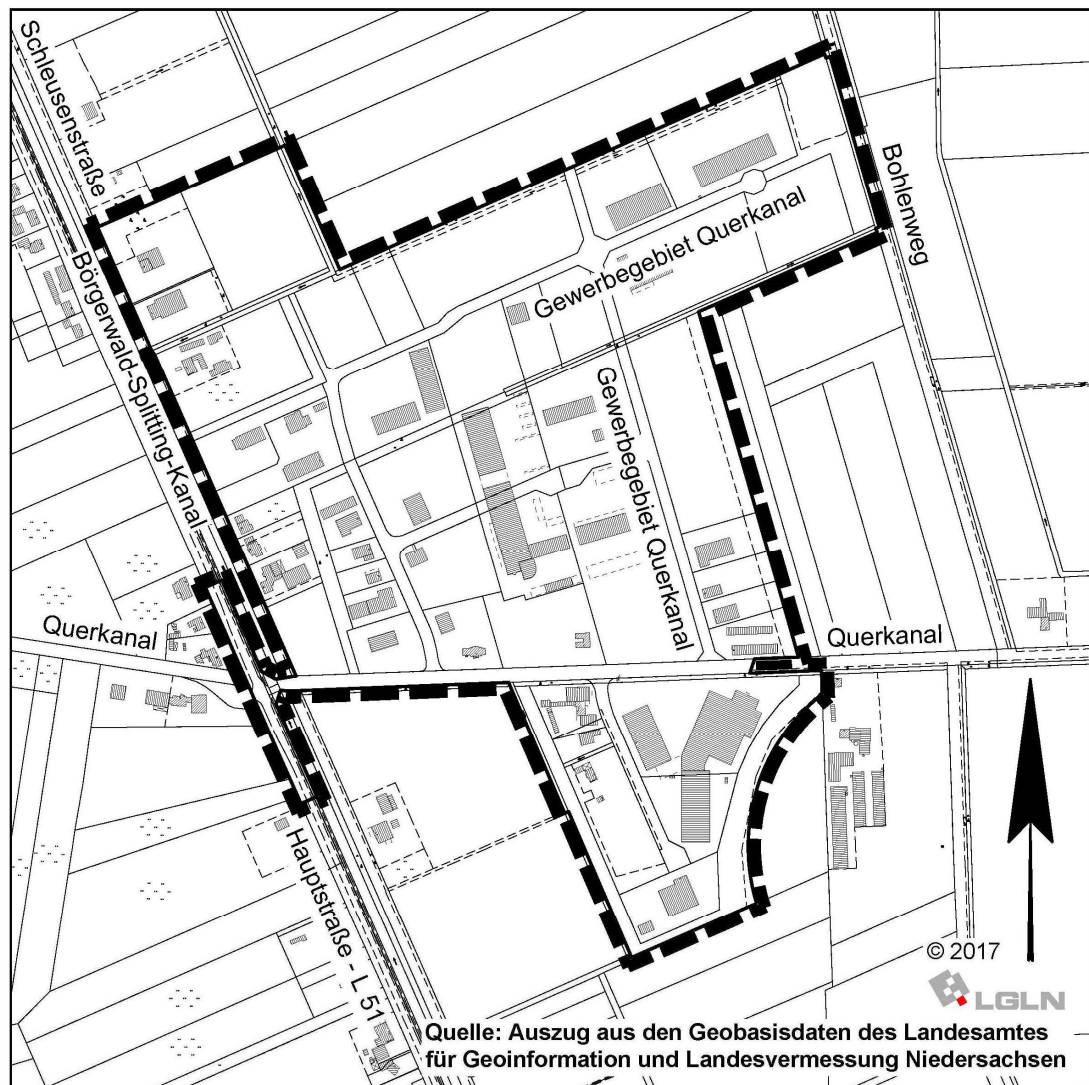 Schleusenstraße
Börgerwald-Splitting-Kanal
Bohlenweg
Gewerbegebiet Querkanal
Gewerbegebiet Querkanal
Querkanal
Querkanal
Hauptstraße - L 51
© 2017
LGLN
Quelle: Auszug aus den Geobasisdaten des Landesamtes
für Geoinformation und Landesvermessung Niedersachsen